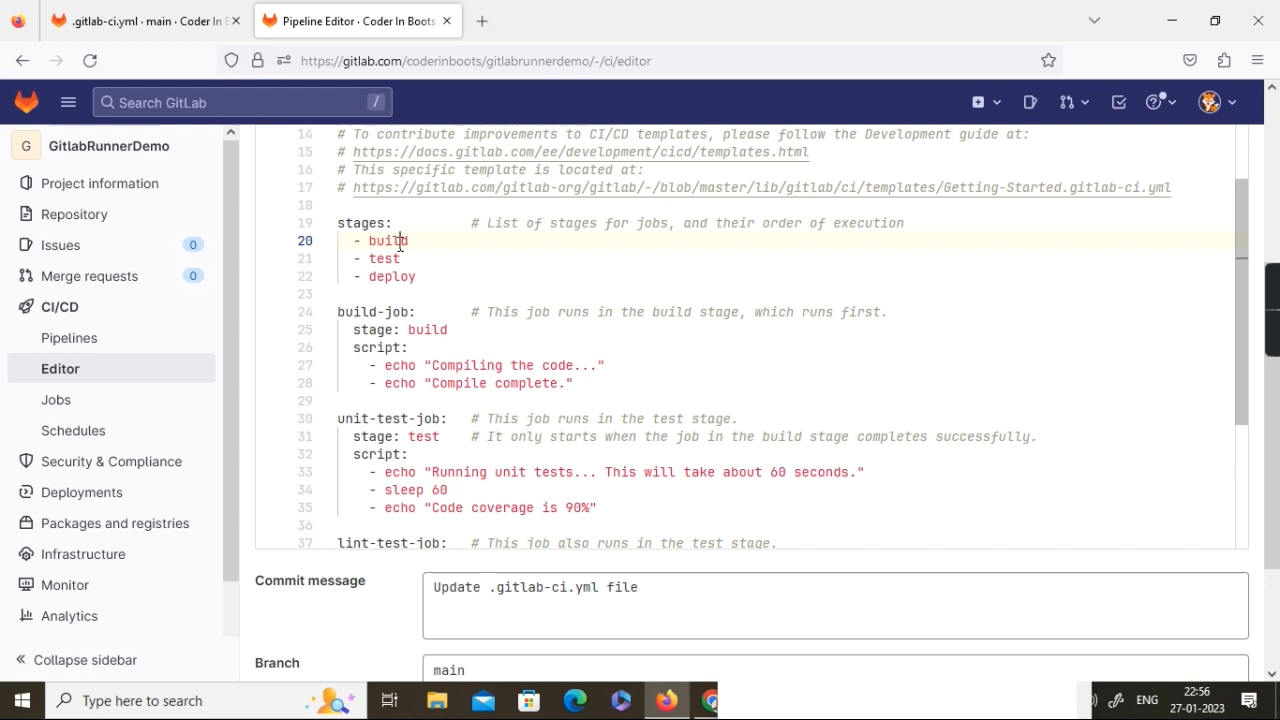 .gitlab-ci.yml · main · Coder In B
Pipeline Editor · Coder In Boots
https://gitlab.com/coderinboots/gitlabrunnerdemo/-/ci/editor
Search GitLab /
G GitlabRunnerDemo
Project information
Repository
Issues 0
Merge requests 0
CI/CD
Pipelines
Editor
Jobs
Schedules
Security & Compliance
Deployments
Packages and registries
Infrastructure
Monitor
Analytics
Collapse sidebar
14 # To contribute improvements to CI/CD templates, please follow the Development guide at:
15 # https://docs.gitlab.com/ee/development/cicd/templates.html
16 # This specific template is located at:
17 # https://gitlab.com/gitlab-org/gitlab/-/blob/master/lib/gitlab/ci/templates/Getting-Started.gitlab-ci.yml
18
19 stages: # List of stages for jobs, and their order of execution
20 - build
21 - test
22 - deploy
23
24 build-job: # This job runs in the build stage, which runs first.
25 stage: build
26 script:
27 - echo "Compiling the code..."
28 - echo "Compile complete."
29
30 unit-test-job: # This job runs in the test stage.
31 stage: test # It only starts when the job in the build stage completes successfully.
32 script:
33 - echo "Running unit tests... This will take about 60 seconds."
34 - sleep 60
35 - echo "Code coverage is 90%"
36
37 lint-test-job: # This job also runs in the test stage.
Commit message
Update .gitlab-ci.yml file
Branch
main
Type here to search
ENG
22:56
27-01-2023